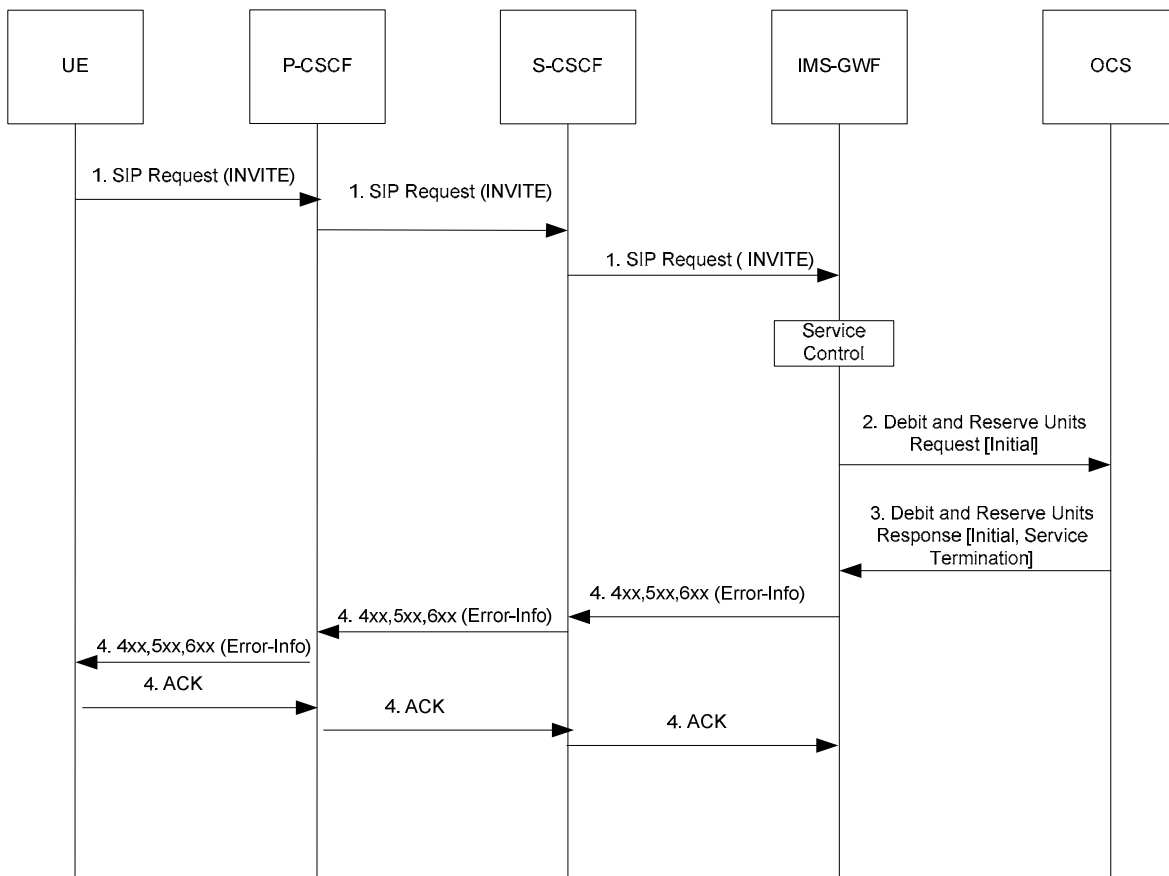 UE
P-CSCF
S-CSCF
IMS-GWF
OCS
1. SIP Request (INVITE)
1. SIP Request (INVITE)
1. SIP Request ( INVITE)
Service
Control
2. Debit and Reserve Units
Request [Initial]
3. Debit and Reserve Units
Response [Initial, Service
Termination]
4. 4xx,5xx,6xx (Error-Info)
4. 4xx,5xx,6xx (Error-Info)
4. 4xx,5xx,6xx (Error-Info)
4. ACK
4. ACK
4. ACK